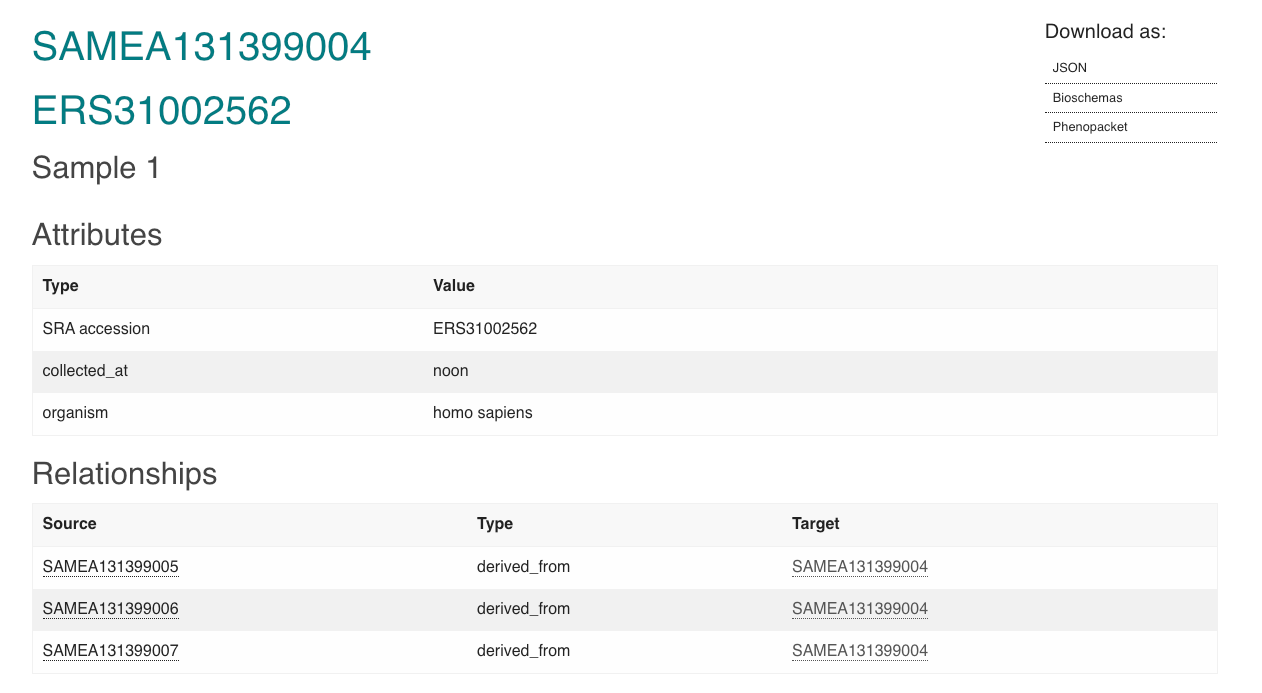 SAMEA131399004
ERS31002562
Sample 1
Download as:
JSON
Bioschemas
Phenopacket
Attributes
Type Value
SRA accession ERS31002562
collected_at noon
organism homo sapiens
Relationships
Source Type Target
SAMEA131399005 derived_from SAMEA131399004
SAMEA131399006 derived_from SAMEA131399004
SAMEA131399007 derived_from SAMEA131399004